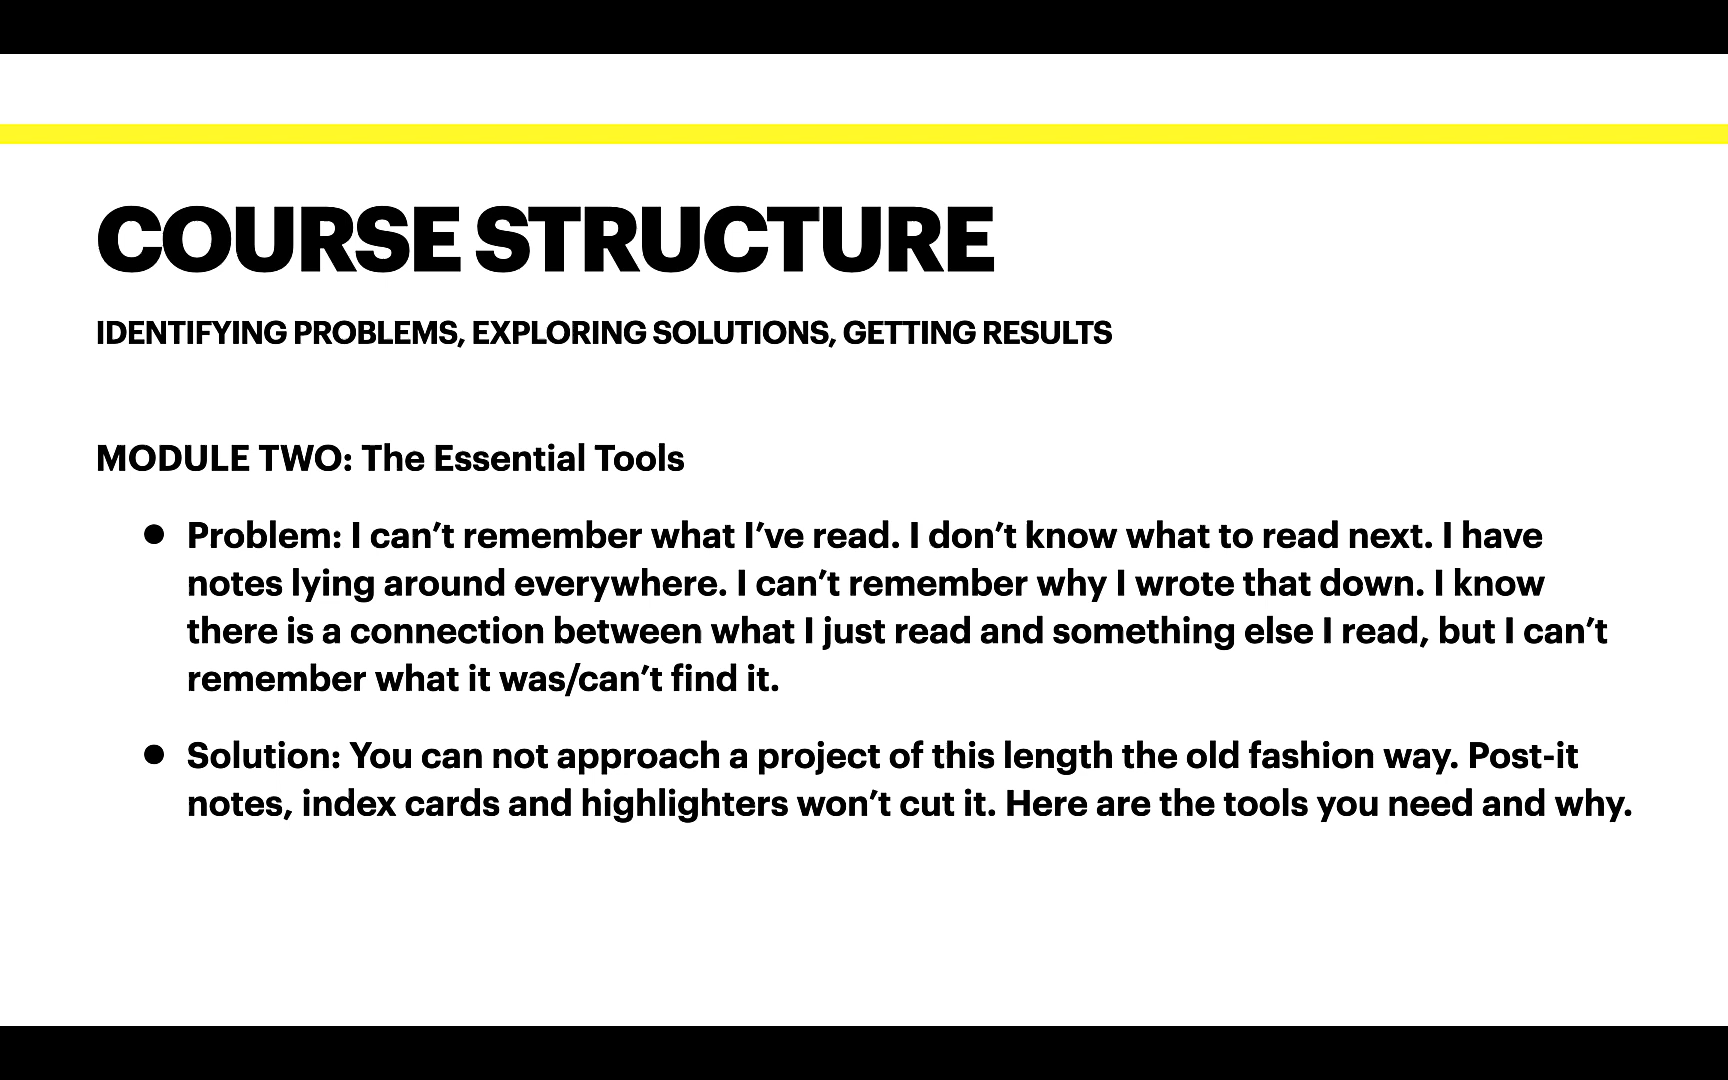 COURSE STRUCTURE
IDENTIFYING PROBLEMS, EXPLORING SOLUTIONS, GETTING RESULTS
MODULE TWO: The Essential Tools
● Problem: I can’t remember what I’ve read. I don’t know what to read next. I have
notes lying around everywhere. I can’t remember why I wrote that down. I know
there is a connection between what I just read and something else I read, but I can’t
remember what it was/can’t find it.
● Solution: You can not approach a project of this length the old fashion way. Post-it
notes, index cards and highlighters won’t cut it. Here are the tools you need and why.